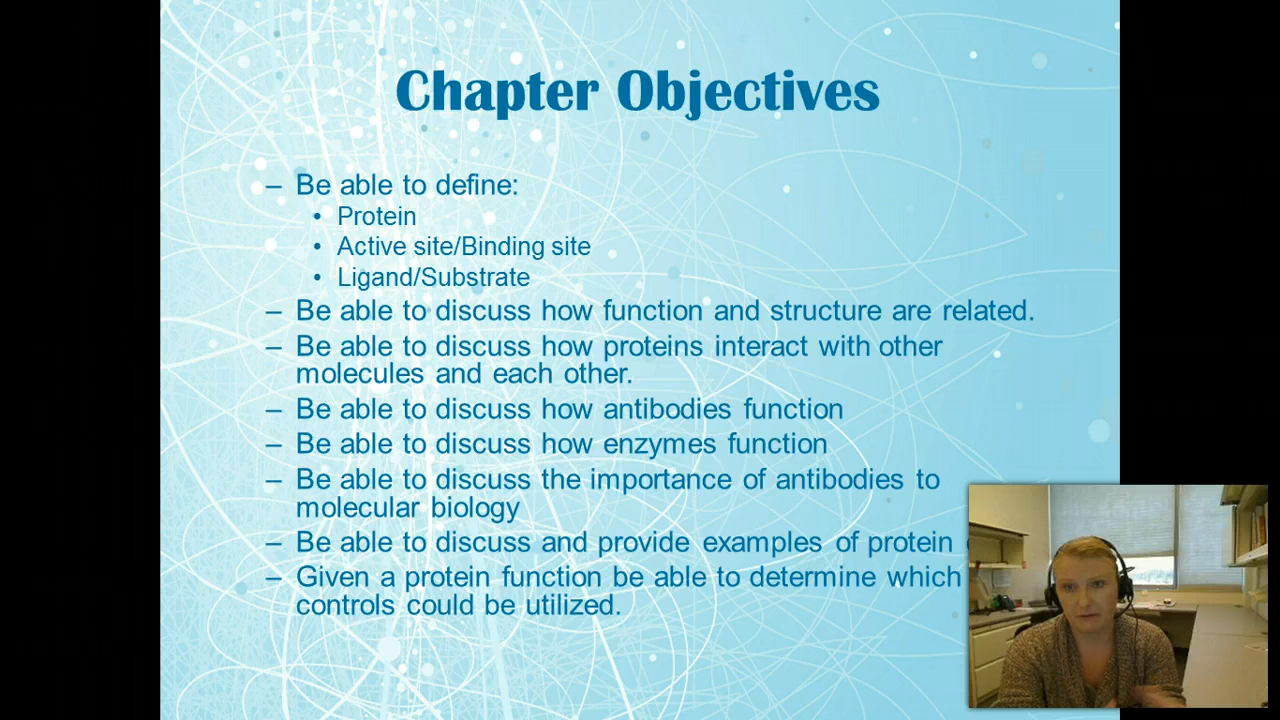 Chapter Objectives
– Be able to define:
• Protein
• Active site/Binding site
• Ligand/Substrate
– Be able to discuss how function and structure are related.
– Be able to discuss how proteins interact with other
molecules and each other.
– Be able to discuss how antibodies function
– Be able to discuss how enzymes function
– Be able to discuss the importance of antibodies to
molecular biology
– Be able to discuss and provide examples of protein
– Given a protein function be able to determine which
controls could be utilized.